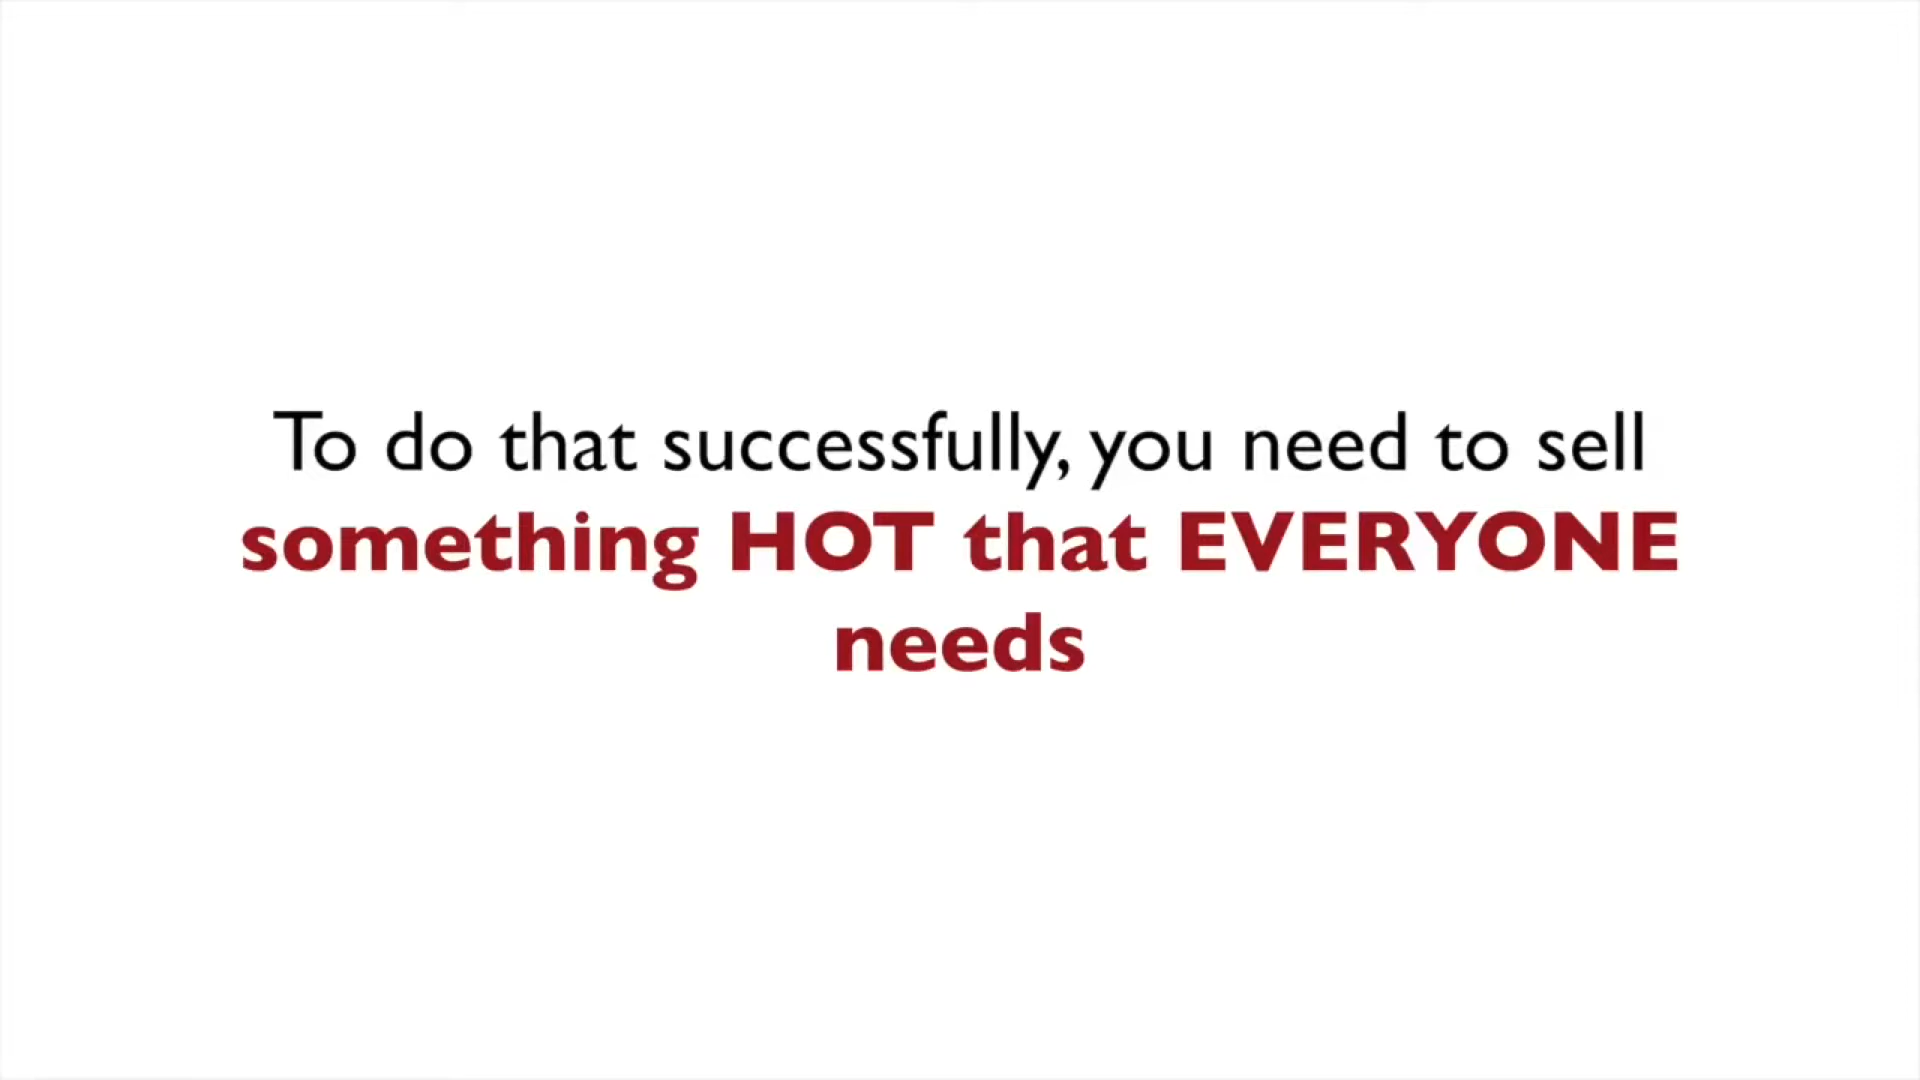 To do that successfully, you need to sell
something HOT that EVERYONE
needs